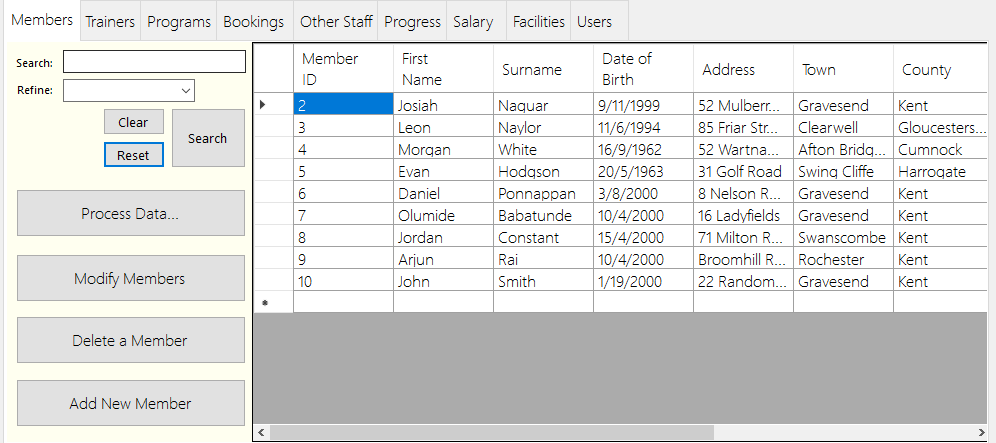 Members Trainers Programs Bookings Other Staff Progress Salary Facilities Users
Search:
Refine:
Clear
Reset
Search
Process Data...
Modify Members
Delete a Member
Add New Member
Member ID First Name Surname Date of Birth Address Town County
2 Josiah Naguar 9/11/1999 52 Mulberr... Gravesend Kent
3 Leon Naylor 11/6/1994 85 Friar Str... Clearwell Gloucesters...
4 Morgan White 16/9/1962 52 Wartna... Afton Bridg... Cumnock
5 Evan Hodgson 20/5/1963 31 Golf Road Swing Cliffe Harrogate
6 Daniel Ponnappan 3/8/2000 8 Nelson R... Gravesend Kent
7 Olumide Babatunde 10/4/2000 16 Ladyfields Gravesend Kent
8 Jordan Constant 15/4/2000 71 Milton R... Swanscombe Kent
9 Arjun Rai 10/4/2000 Broomhill R... Rochester Kent
10 John Smith 1/19/2000 22 Random... Gravesend Kent